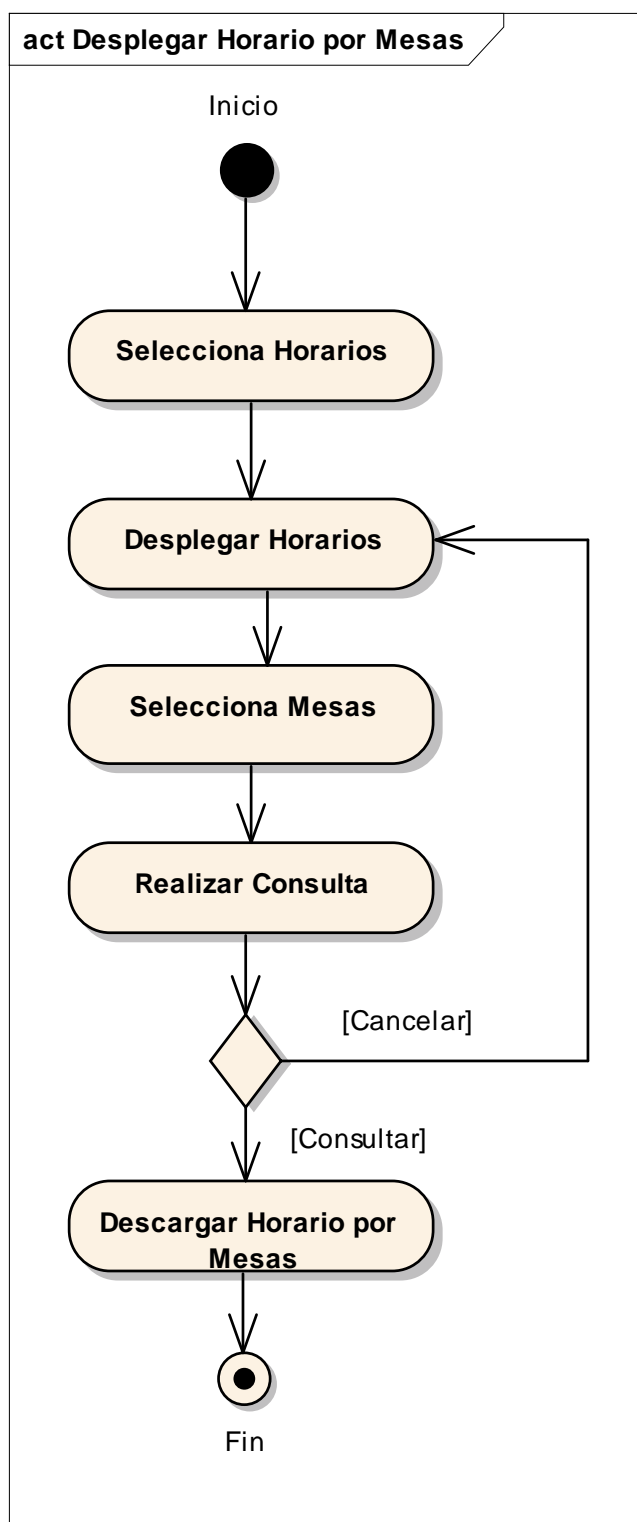 act Desplegar Horario por Mesas
Inicio
Selecciona Horarios
Desplegar Horarios
Selecciona Mesas
Realizar Consulta
[Cancelar]
[Consultar]
Descargar Horario por
Mesas
Fin